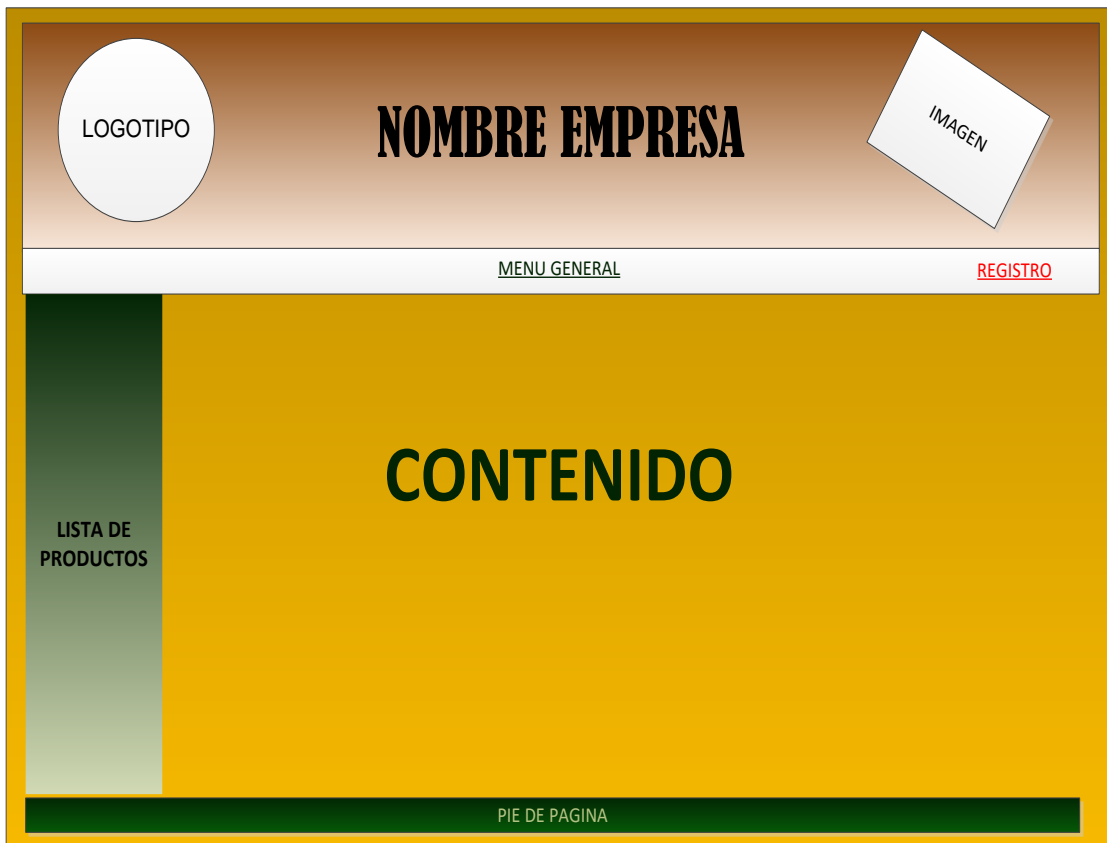 LOGOTIPO
NOMBRE EMPRESA
IMAGEN
MENU GENERAL
REGISTRO
CONTENIDO
LISTA DE
PRODUCTOS
PIE DE PAGINA